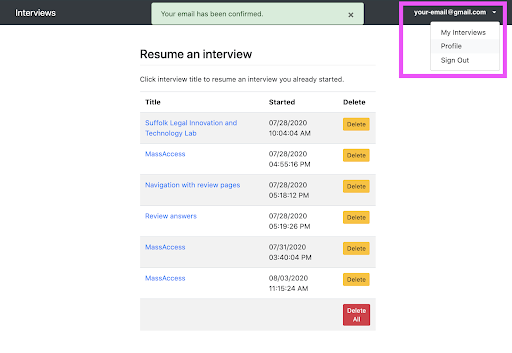 Interviews
Your email has been confirmed. ×
your-email@gmail.com
My Interviews
Profile
Sign Out
Resume an interview
Click interview title to resume an interview you already started.
Title Started Delete
Suffolk Legal Innovation and 07/28/2020 Delete
Technology Lab 10:04:04 AM
MassAccess 07/28/2020 Delete
04:55:16 PM
Navigation with review pages 07/28/2020 Delete
05:18:12 PM
Review answers 07/28/2020 Delete
05:19:26 PM
MassAccess 07/31/2020 Delete
03:40:04 PM
MassAccess 08/03/2020 Delete
11:15:24 AM
Delete
All